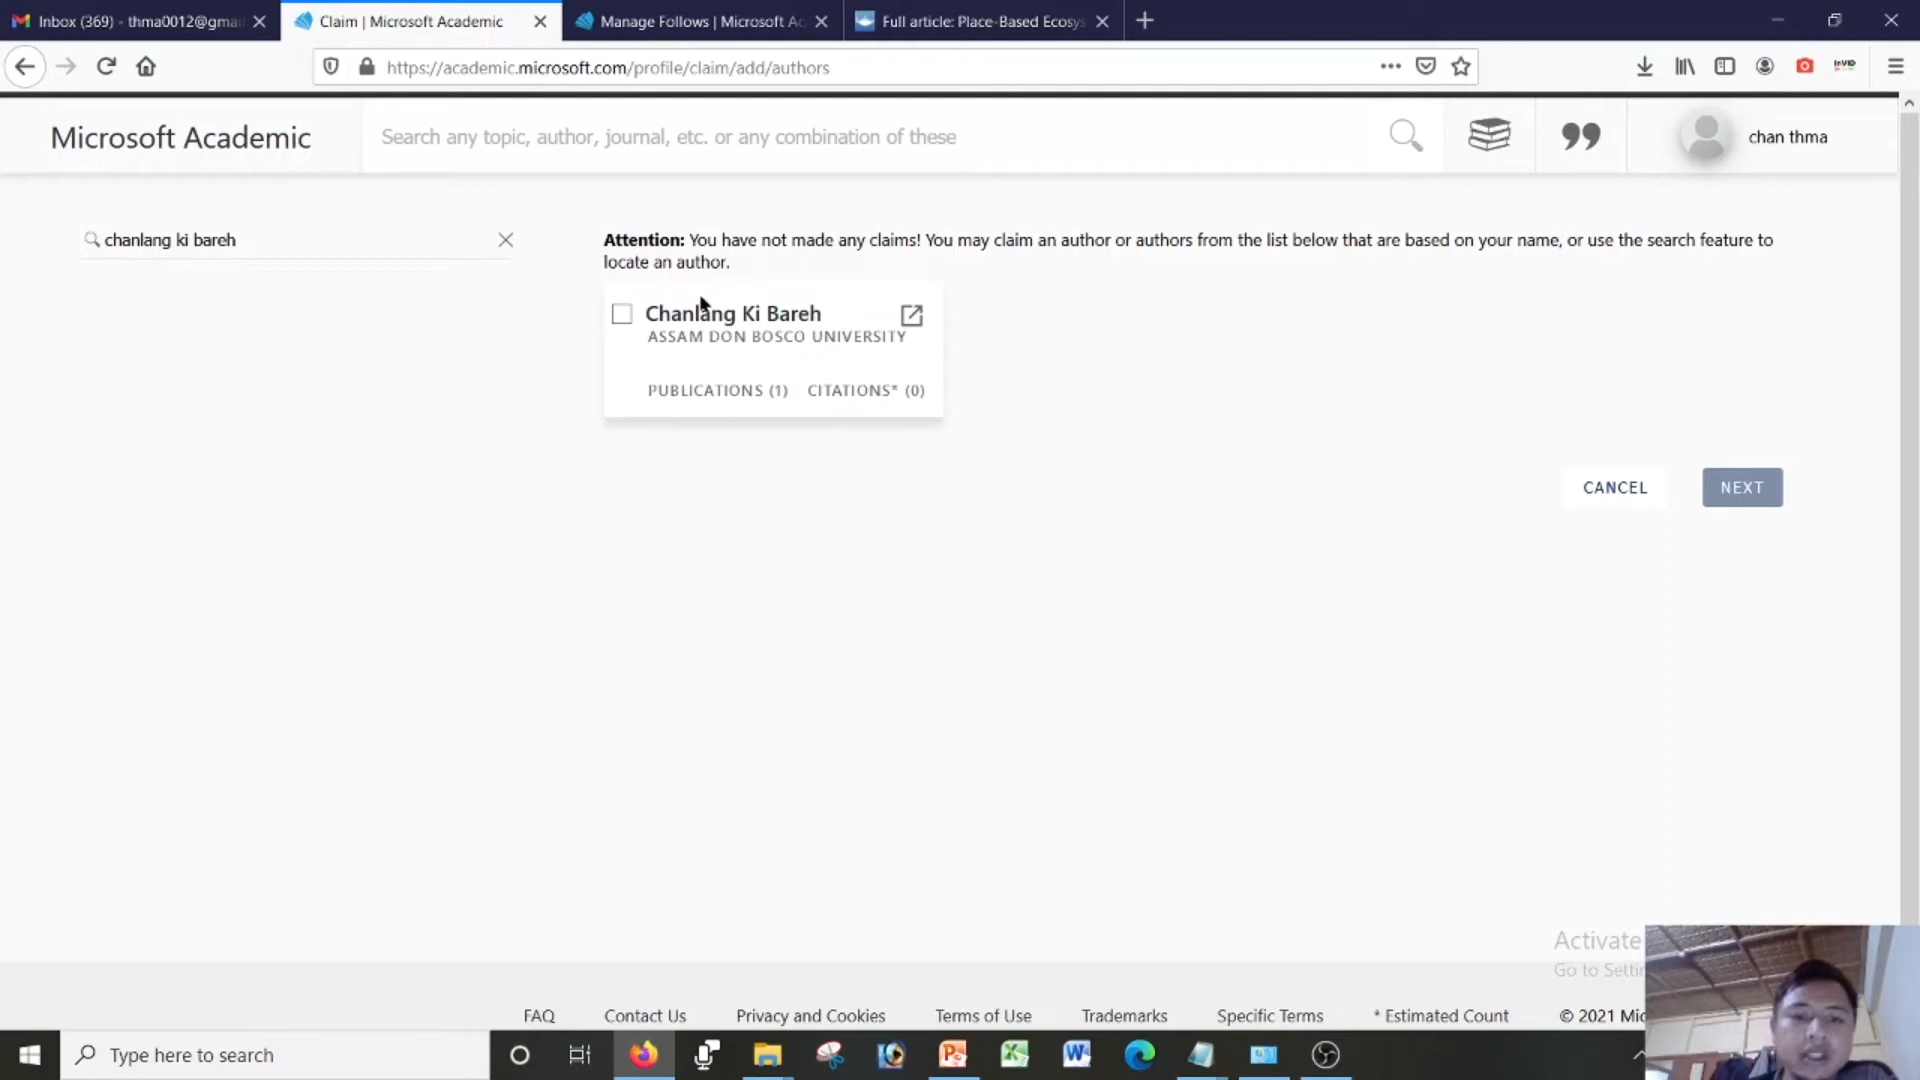 Inbox (369) - thma0012@gmai
Claim | Microsoft Academic
Manage Follows | Microsoft Ac
Full article: Place-Based Ecosys
https://academic.microsoft.com/profile/claim/add/authors
Microsoft Academic
Search any topic, author, journal, etc. or any combination of these
chan thma
chanlang ki bareh
Attention: You have not made any claims! You may claim an author or authors from the list below that are based on your name, or use the search feature to
locate an author.
Chanlang Ki Bareh
ASSAM DON BOSCO UNIVERSITY
PUBLICATIONS (1) CITATIONS* (0)
CANCEL
NEXT
Activate
Go to Setti
FAQ
Contact Us
Privacy and Cookies
Terms of Use
Trademarks
Specific Terms
* Estimated Count
© 2021 Mic
Type here to search